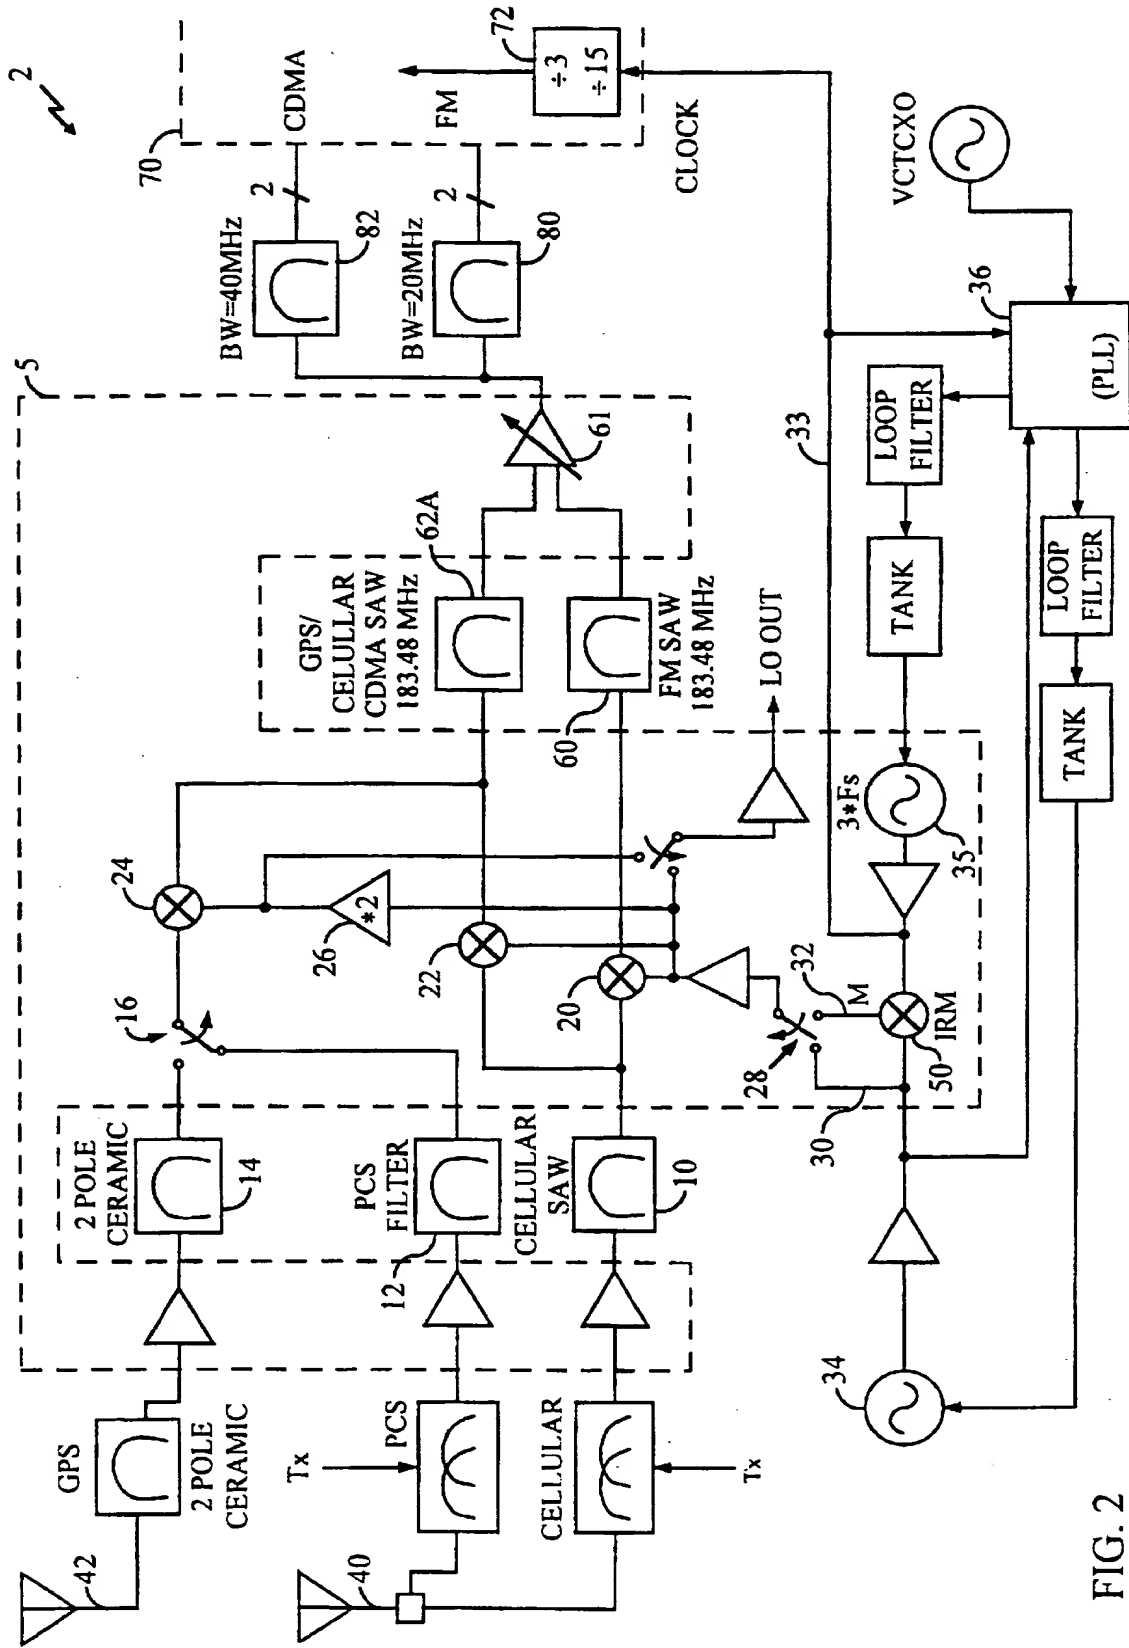 2
70
CDMA
2
BW=40MHz
82
FM
2
BW=20MHz
80
72
÷3
÷15
CLOCK
VCTCXO
5
61
62A
GPS/
CELULLAR
CDMA SAW
183.48 MHz
60
FM SAW
183.48 MHz
LO OUT
33
36
(PLL)
LOOP
FILTER
TANK
LOOP
FILTER
TANK
3*Fs
35
24
*2
26
22
20
16
28
32
M
50
IRM
30
2 POLE
CERAMIC
14
PCS
FILTER
12
CELLULAR
SAW
10
34
GPS
2 POLE
CERAMIC
42
Tx
PCS
40
CELLULAR
Tx
FIG. 2